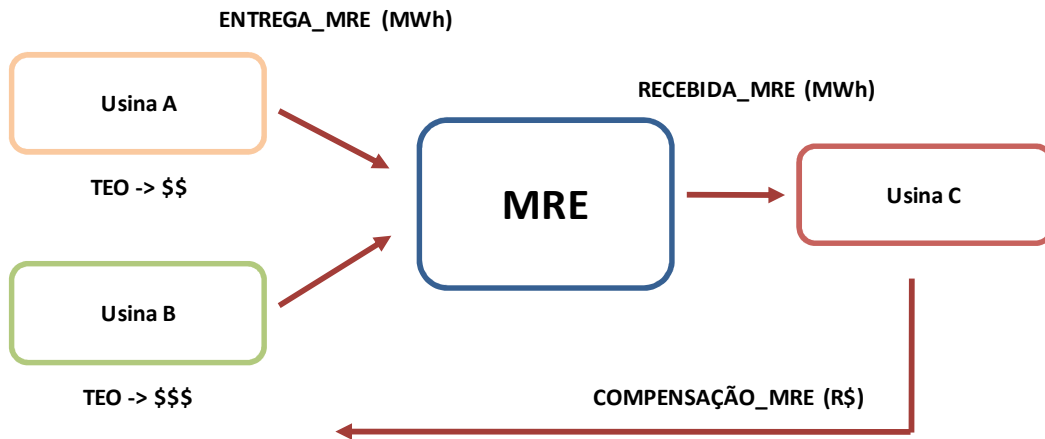 ENTREGA_MRE (MWh)
Usina A
TEO -> $$
RECEBIDA_MRE (MWh)
MRE
Usina C
Usina B
TEO -> $$$
COMPENSAÇÃO_MRE (R$)